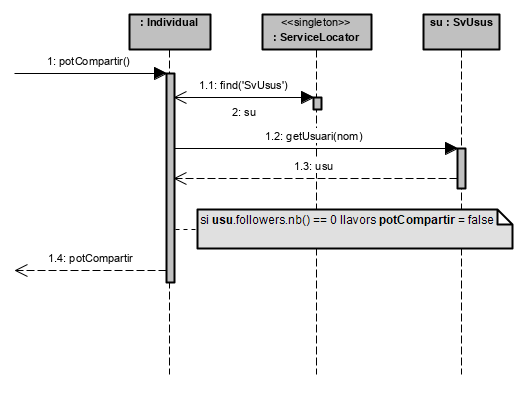 : Individual
<<singleton>>
: ServiceLocator
su : SvUsus
1: potCompartir()
1.1: find('SvUsus')
2: su
1.2: getUsuari(nom)
1.3: usu
si usu.followers.nb() == 0 llavors potCompartir = false
1.4: potCompartir